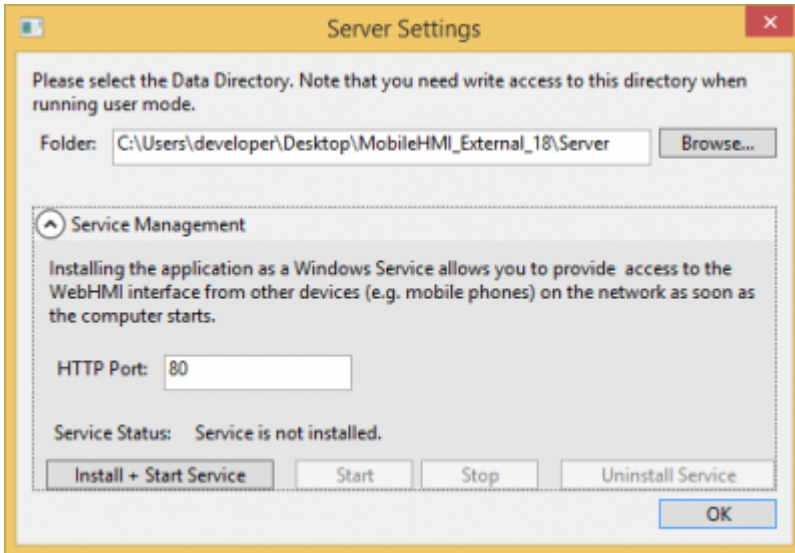 Server Settings
Please select the Data Directory. Note that you need write access to this directory when
running user mode.
Folder: C:\Users\developer\Desktop\MobileHMI_External_18\Server Browse...
Service Management
Installing the application as a Windows Service allows you to provide access to the
WebHMI interface from other devices (e.g. mobile phones) on the network as soon as
the computer starts.
HTTP Port: 80
Service Status: Service is not installed.
Install + Start Service Start Stop Uninstall Service
OK